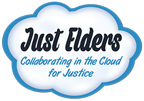 Just Elders
Collaborating in the Cloud
for Justice